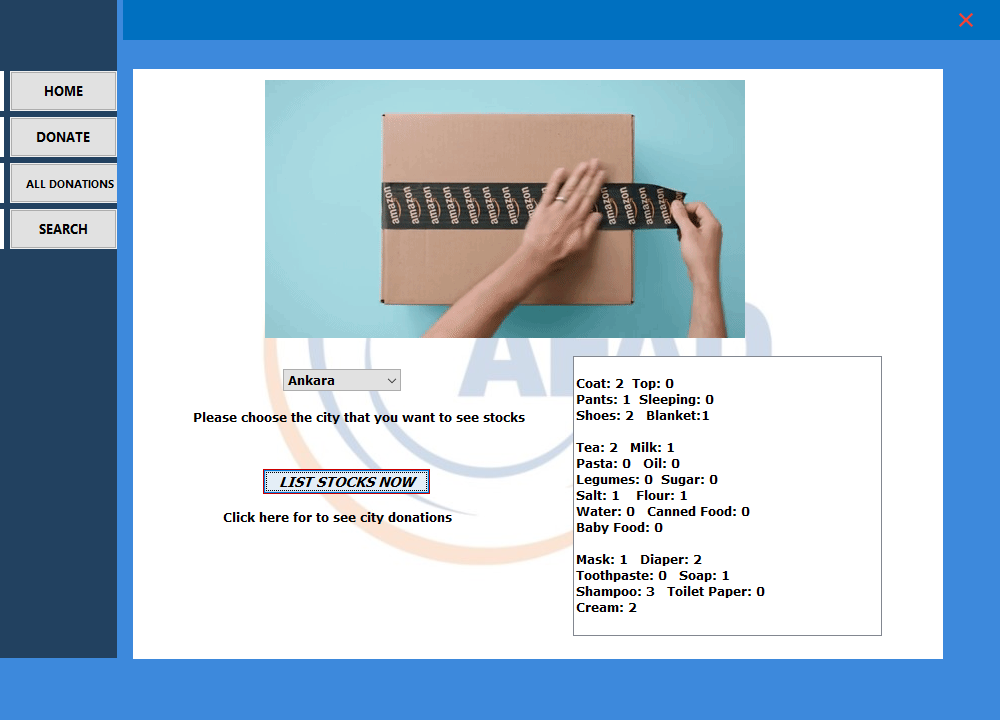 HOME
DONATE
ALL DONATIONS
SEARCH
amazon amazon amazon amazon amazon amazon amazon amazon amazon amazon amazon
AFAD
Ankara
Please choose the city that you want to see stocks
LIST STOCKS NOW
Click here for to see city donations
Coat: 2 Top: 0
Pants: 1 Sleeping: 0
Shoes: 2 Blanket:1
Tea: 2 Milk: 1
Pasta: 0 Oil: 0
Legumes: 0 Sugar: 0
Salt: 1 Flour: 1
Water: 0 Canned Food: 0
Baby Food: 0
Mask: 1 Diaper: 2
Toothpaste: 0 Soap: 1
Shampoo: 3 Toilet Paper: 0
Cream: 2